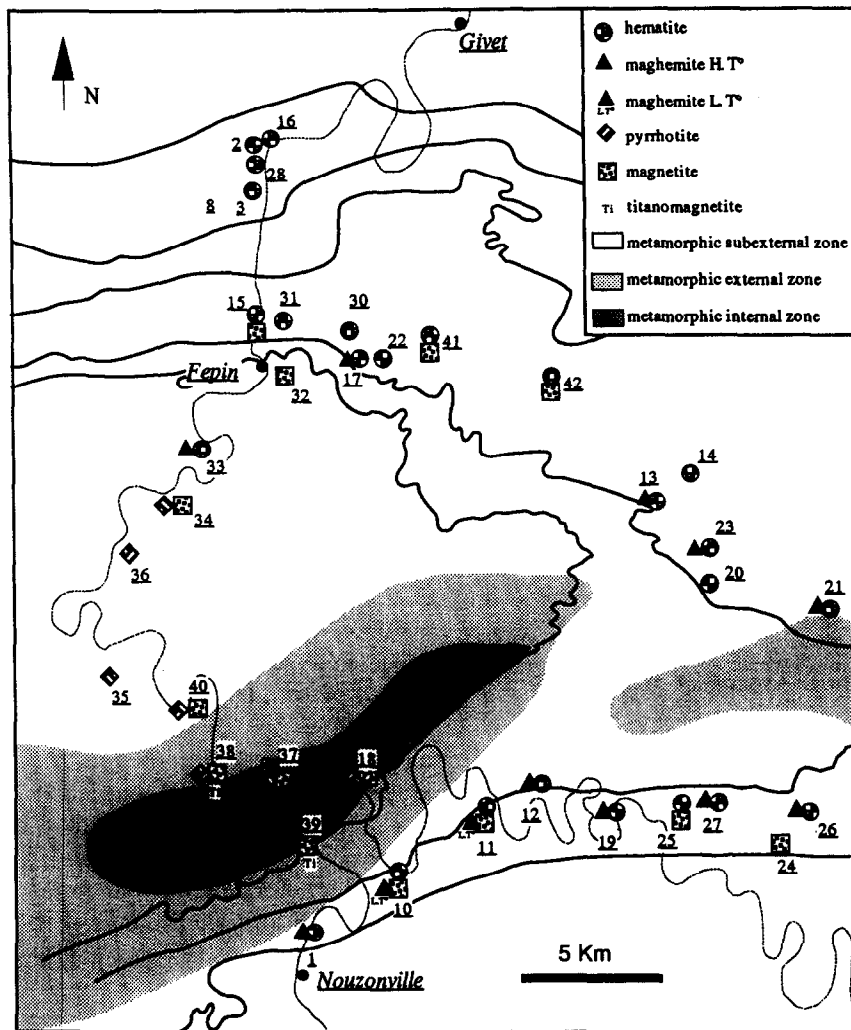 Givet
N
hematite
maghemite H.T°
maghemite L.T°
L.T°
pyrrhotite
magnetite
Ti titanomagnetite
metamorphic subexternal zone
metamorphic external zone
metamorphic internal zone
16
2
28
8 3
15 31 30
41
22
Fepin
17
32
42
33
14
13
34
23
36
20
21
35
40
38 37 18
Ti
12
39
Ti
L.T°
11
19
25
27
26
24
L.T°
10
1
5 Km
Nouzonville